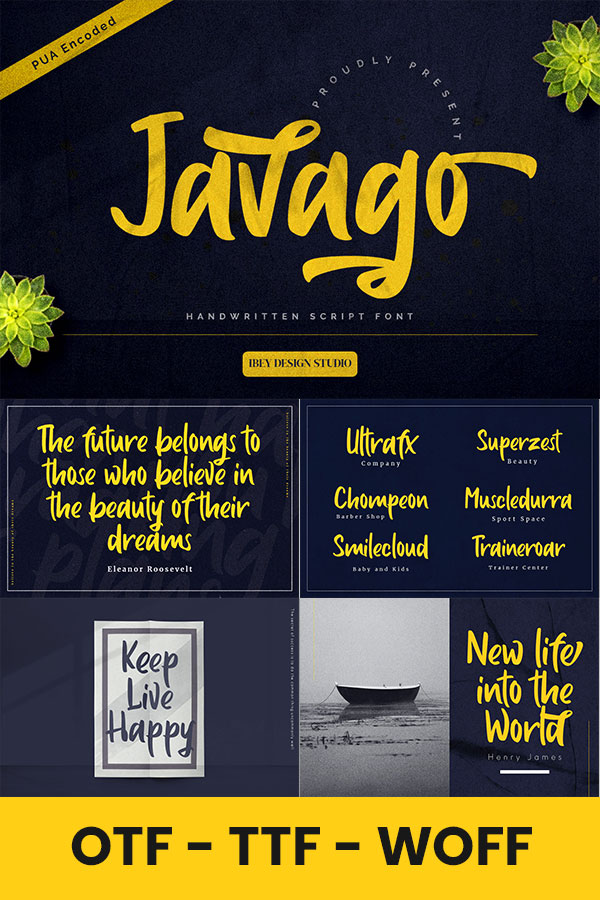 PUA Encoded
PROUDLY PRESENT
Javago
HANDWRITTEN SCRIPT FONT
IBEY DESIGN STUDIO
The future belongs to
those who believe in
the beauty of their
dreams
Eleanor Roosevelt
Ultrafx
Company
Superzest
Beauty
Chompeon
Barber Shop
Muscledurra
Sport Space
Smilecloud
Baby and Kids
Traineroar
Trainer Center
Keep
Live
Happy
New life
into the
World
Henry James
OTF - TTF - WOFF